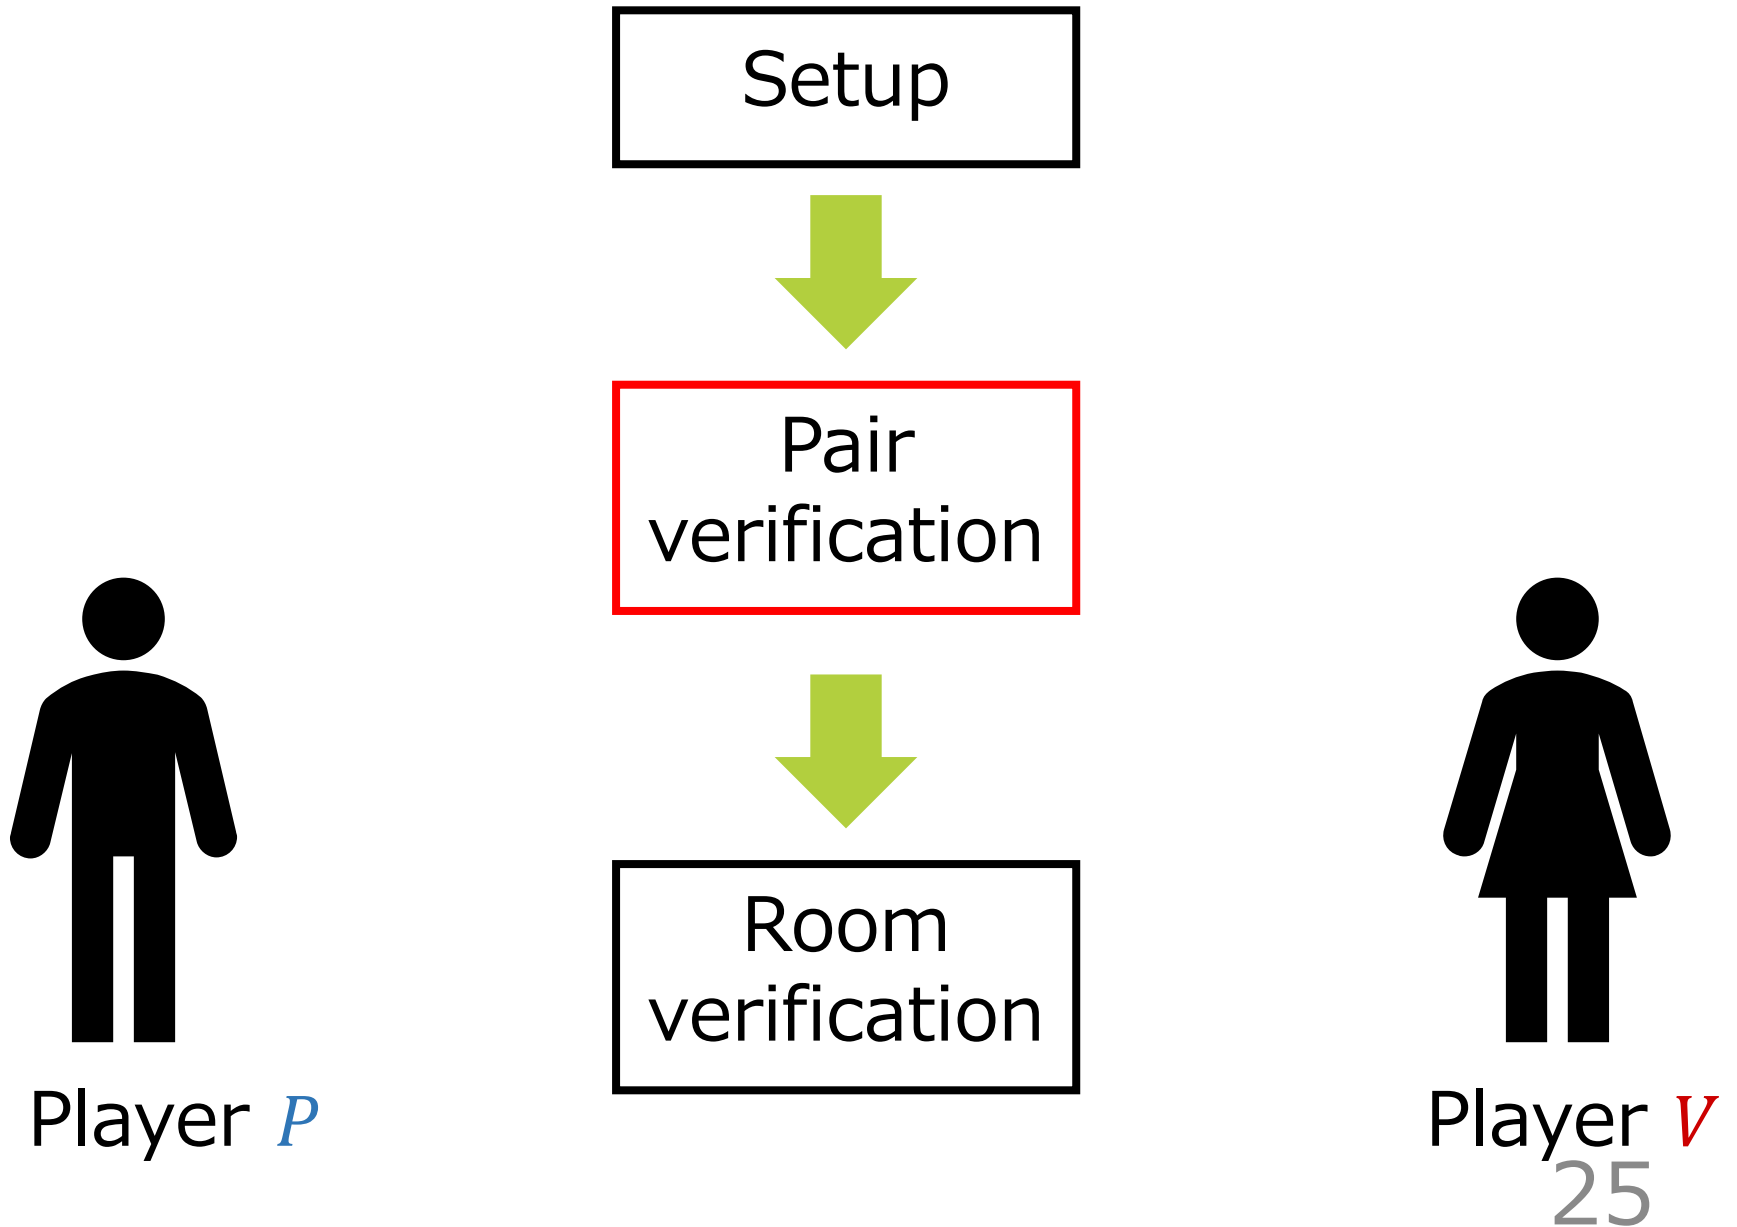 Setup
Pair
verification
Room
verification
Player P
Player V
25